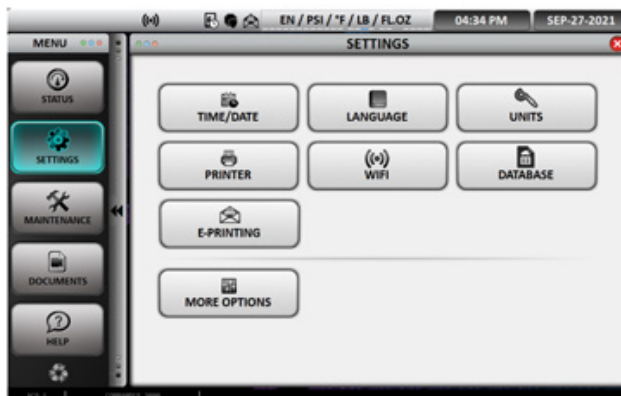 EN / PSI / °F / LB / FL.OZ 04:34 PM SEP-27-2021
MENU
SETTINGS
STATUS
SETTINGS
MAINTENANCE
DOCUMENTS
HELP
TIME/DATE LANGUAGE UNITS
PRINTER WIFI DATABASE
E-PRINTING
MORE OPTIONS